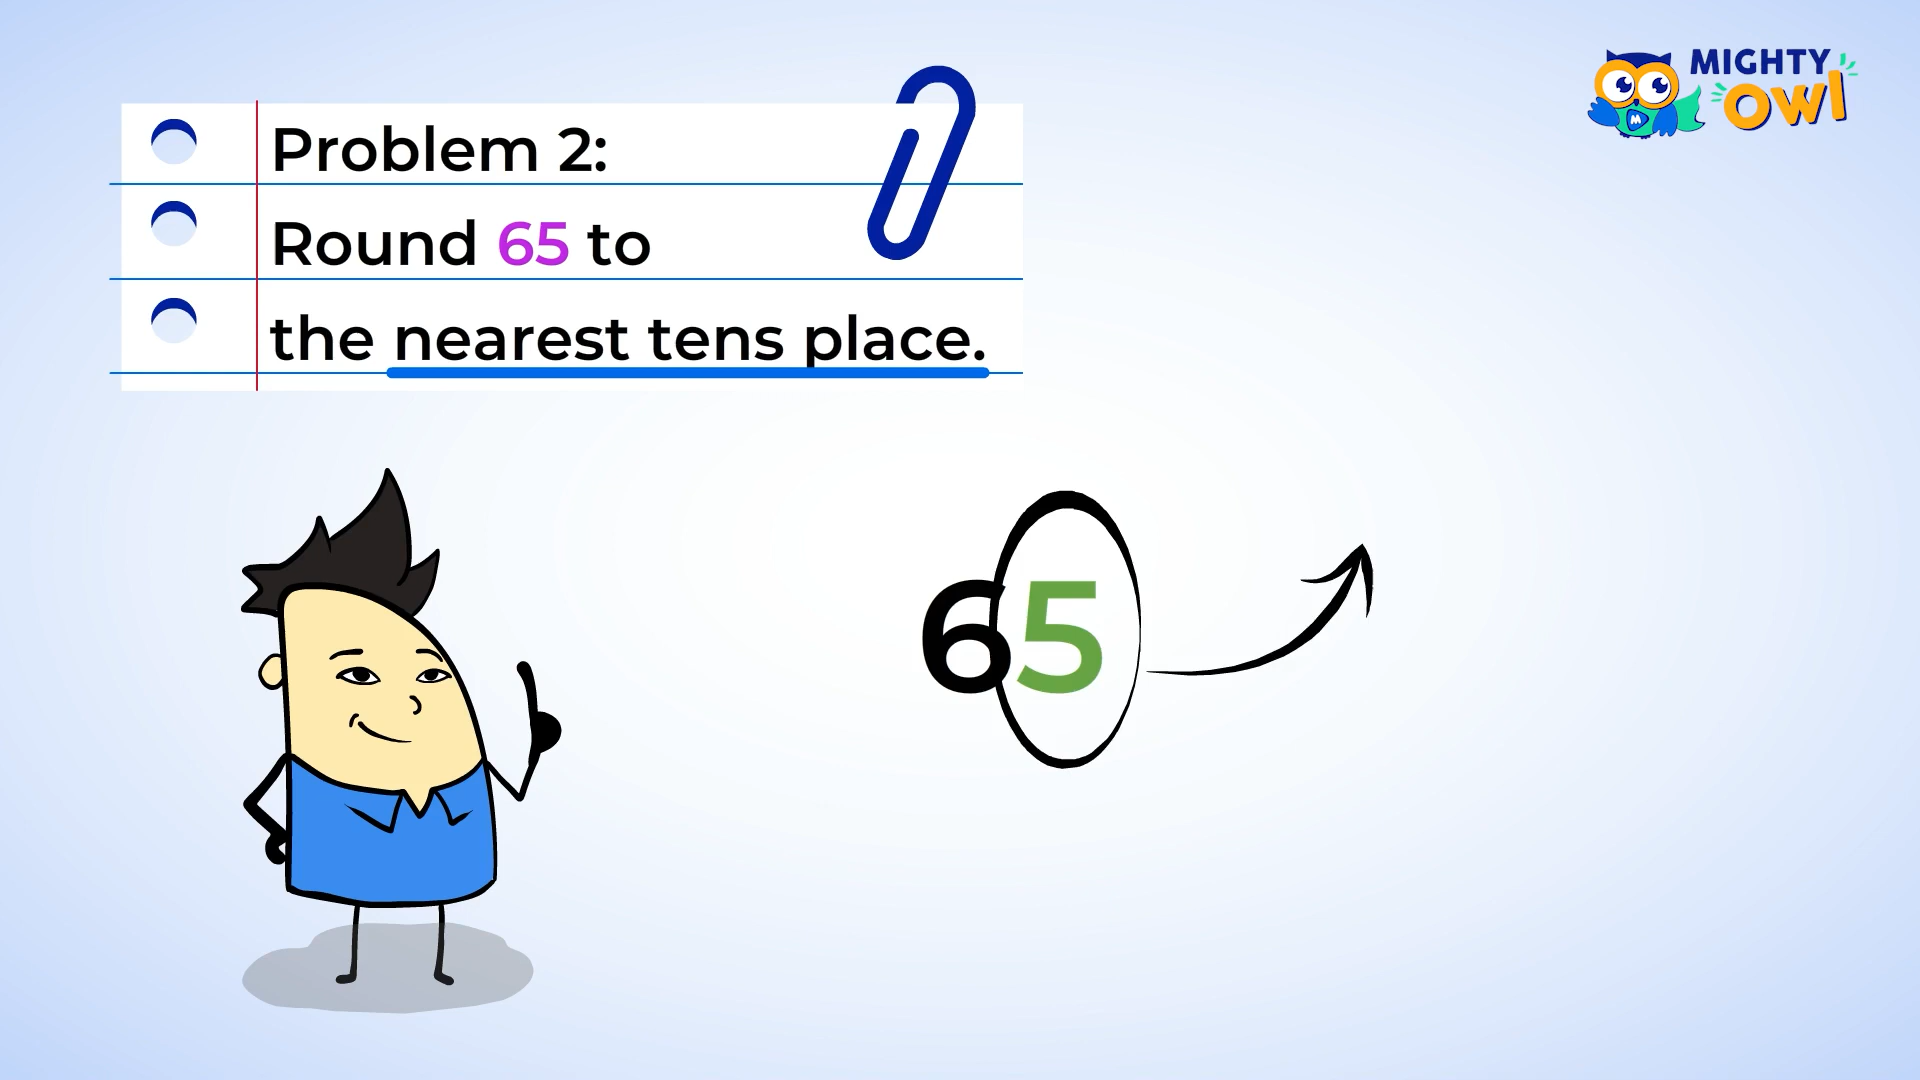 Problem 2:
Round 65 to
the nearest tens place.
MIGHTY
OWL
M
65